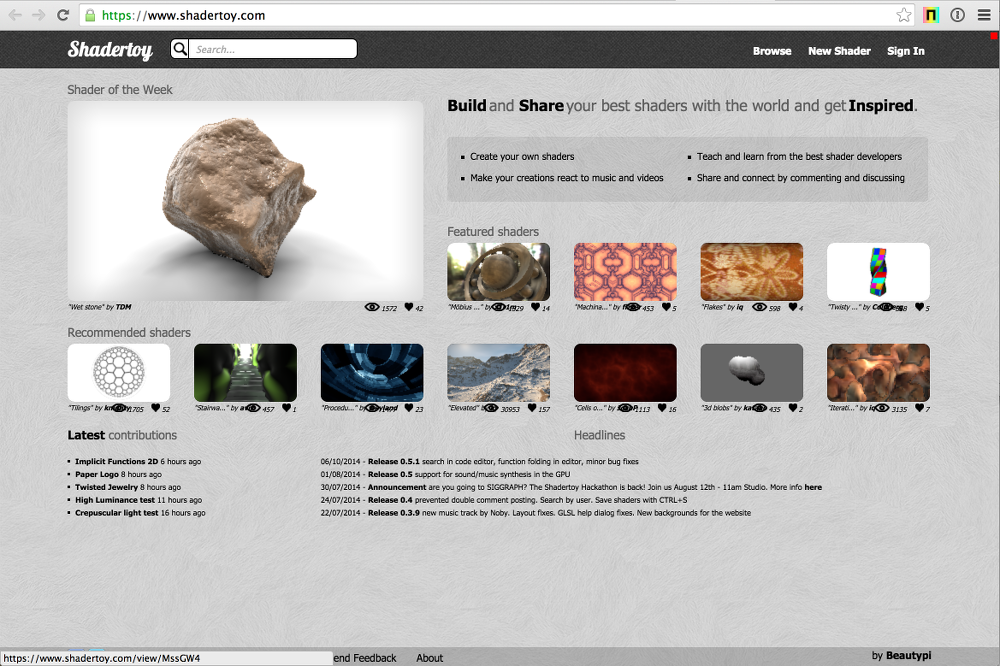 https://www.shadertoy.com
Shadertoy Search... Browse New Shader Sign In
Shader of the Week
Build and Share your best shaders with the world and get Inspired.
Create your own shaders
Teach and learn from the best shader developers
Make your creations react to music and videos
Share and connect by commenting and discussing
Featured shaders
"Wet stone" by TDM 1572 42
"Möbius ..." by 14
"Machina..." by 453 5
"Flakes" by iq 598 4
"Twisty ..." by 5
Recommended shaders
"Tilings" by 1705 52
"Stairwa..." by 457 1
"Procedu..." by 23
"Elevated" 30953 157
"Cells o..." by 1113 16
"3d blobs" by 435 2
"Iterati..." by iq 3135 7
Latest contributions
Headlines
Implicit Functions 2D 6 hours ago
Paper Logo 8 hours ago
Twisted Jewelry 8 hours ago
High Luminance test 11 hours ago
Crepuscular light test 16 hours ago
06/10/2014 - Release 0.5.1 search in code editor, function folding in editor, minor bug fixes
01/08/2014 - Release 0.5 support for sound/music synthesis in the GPU
30/07/2014 - Announcement are you going to SIGGRAPH? The Shadertoy Hackathon is back! Join us August 12th - 11am Studio. More info here
24/07/2014 - Release 0.4 prevented double comment posting. Search by user. Save shaders with CTRL+S
22/07/2014 - Release 0.3.9 new music track by Noby. Layout fixes. GLSL help dialog fixes. New backgrounds for the website
https://www.shadertoy.com/view/MssGW4
end Feedback About by Beautypi